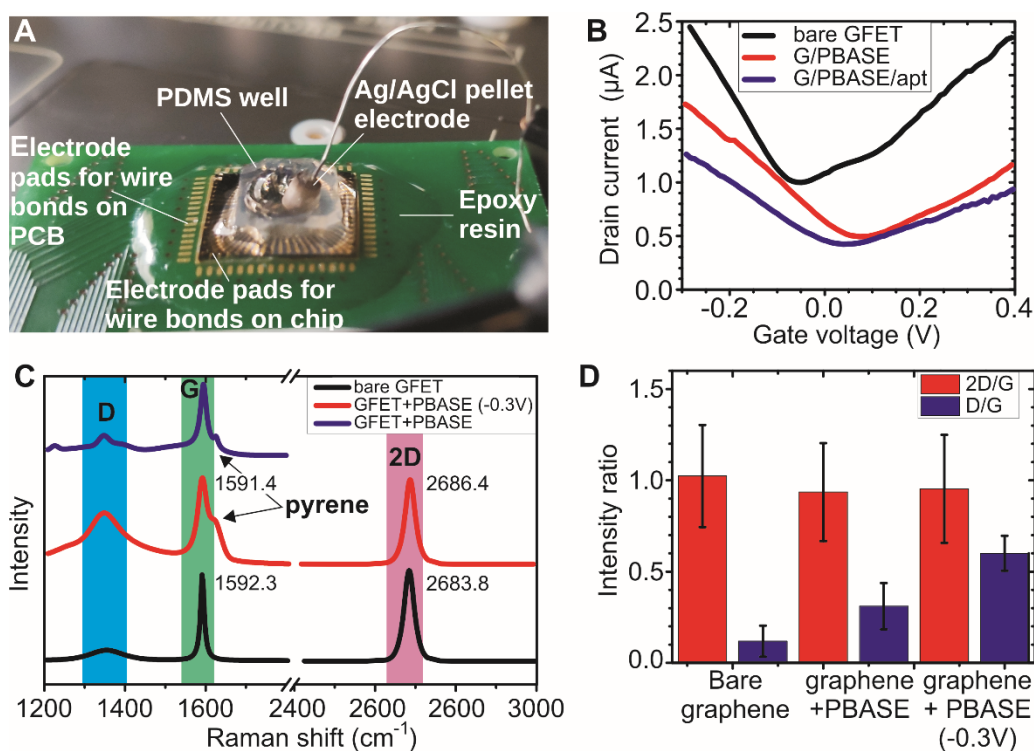 A
PDMS well
Ag/AgCl pellet
electrode
Electrode
pads for wire
bonds on
PCB
Epoxy
resin
Electrode pads for
wire bonds on chip
B
bare GFET
G/PBASE
G/PBASE/apt
Drain current (µA)
2.5
2.0
1.5
1.0
0.5
0.0
-0.2 0.0 0.2 0.4
Gate voltage (V)
C
D
G
2D
bare GFET
GFET+PBASE (-0.3V)
GFET+PBASE
1591.4
pyrene
2686.4
1592.3
2683.8
Intensity
1200 1400 1600 2400 2600 2800 3000
Raman shift (cm⁻¹)
D
2D/G
D/G
Intensity ratio
1.5
1.0
0.5
0.0
Bare
graphene
graphene
+PBASE
graphene
+ PBASE
(-0.3V)